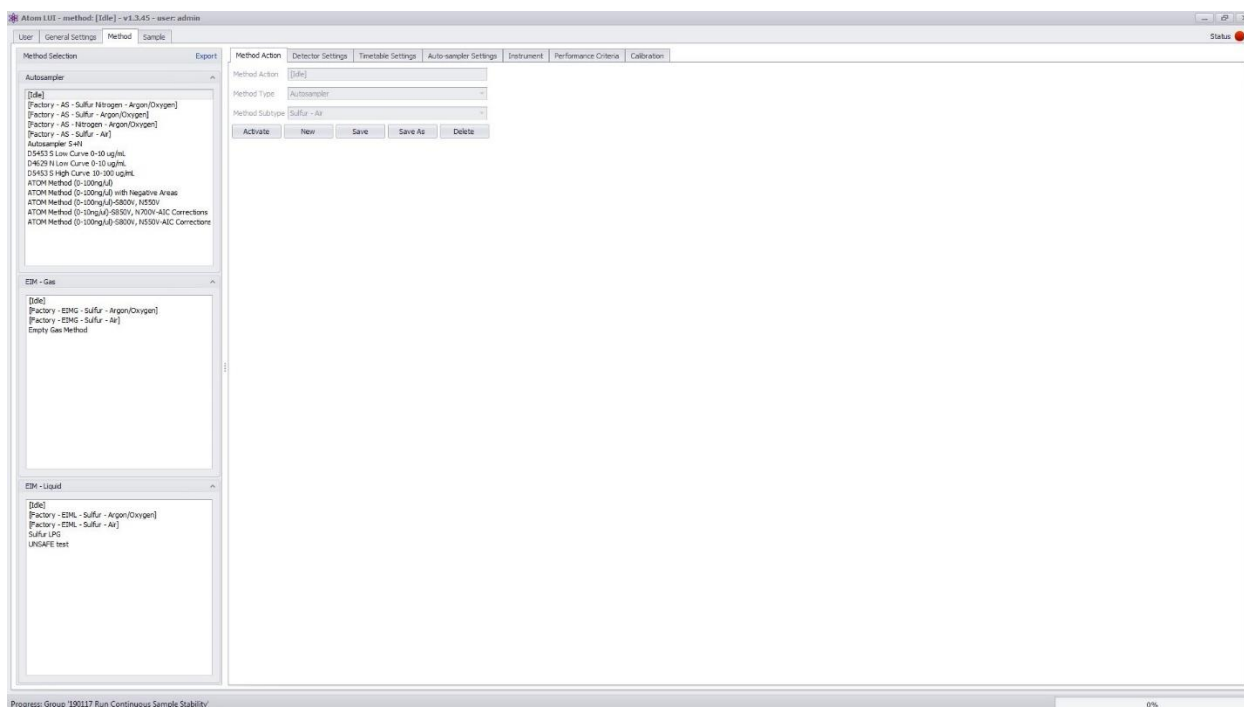 Atom LUI - method: [Idle] - v1.3.45 - user: admin
User General Settings Method Sample
Status
Method Selection Export
Autosampler
[Idle]
[Factory - AS - Sulfur Nitrogen - Argon/Oxygen]
[Factory - AS - Sulfur - Argon/Oxygen]
[Factory - AS - Nitrogen - Argon/Oxygen]
[Factory - AS - Sulfur - Air]
Autosampler S+N
D5453 S Low Curve 0-10 ug/mL
D4629 N Low Curve 0-10 ug/mL
D5453 S High Curve 10-100 ug/mL
ATOM Method (0-100ng/ul)
ATOM Method (0-100ng/ul) with Negative Areas
ATOM Method (0-100ng/ul)-S800V, N550V
ATOM Method (0-10ng/ul)-S850V, N700V-AIC Corrections
ATOM Method (0-100ng/ul)-S800V, N550V-AIC Corrections
EIM - Gas
[Idle]
[Factory - EIMG - Sulfur - Argon/Oxygen]
[Factory - EIMG - Sulfur - Air]
Empty Gas Method
EIM - Liquid
[Idle]
[Factory - EIML - Sulfur - Argon/Oxygen]
[Factory - EIML - Sulfur - Air]
Sulfur LPG
UNSAFE test
Method Action Detector Settings Timetable Settings Auto-sampler Settings Instrument Performance Criteria Calibration
Method Action [Idle]
Method Type Autosampler
Method Subtype Sulfur - Air
Activate New Save Save As Delete
Progress: Group '190117 Run Continuous Sample Stability'
0%